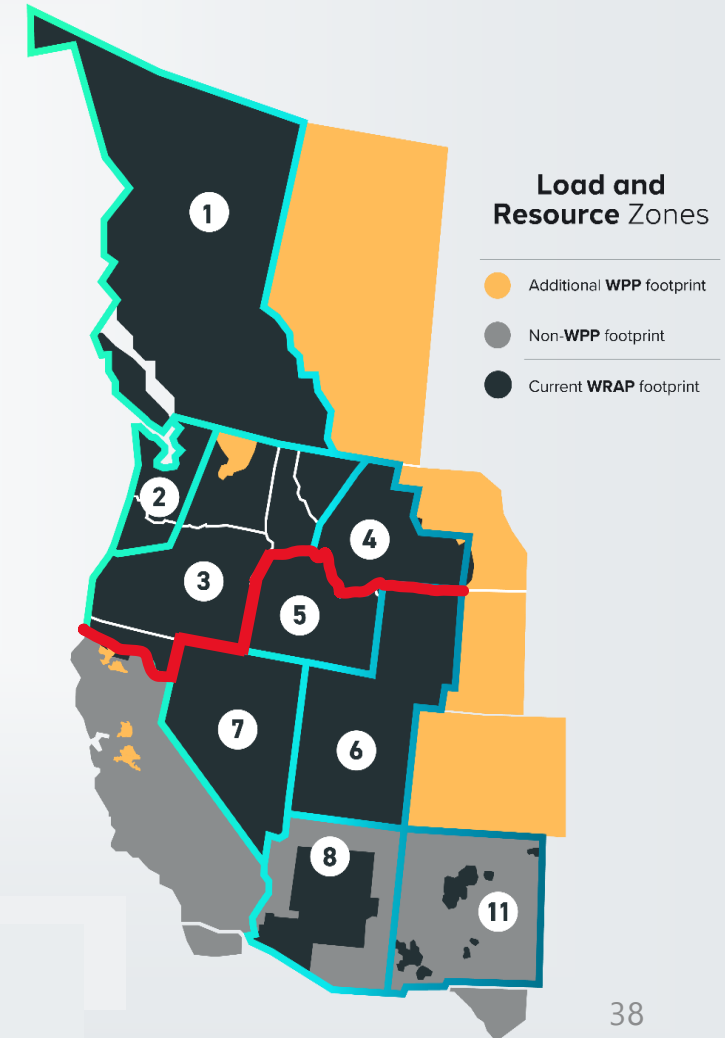 Load and
Resource Zones
Additional WPP footprint
Non-WPP footprint
Current WRAP footprint
1
2
3
4
5
6
7
8
11
38